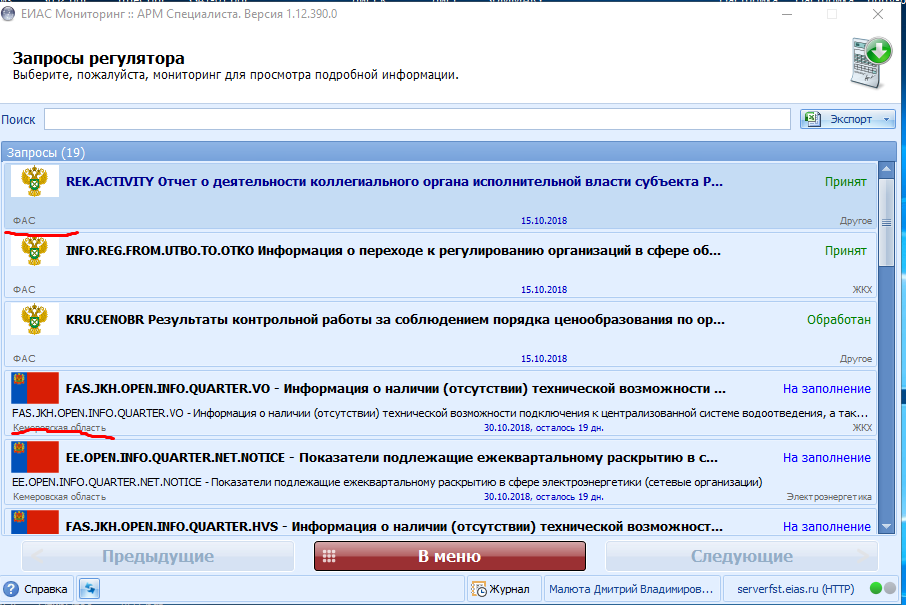 ЕИАС Мониторинг :: АРМ Специалиста. Версия 1.12.390.0
Запросы регулятора
Выберите, пожалуйста, мониторинг для просмотра подробной информации.
Поиск
Экспорт
Запросы (19)
REK.ACTIVITY Отчет о деятельности коллегиального органа исполнительной власти субъекта Р...
Принят
ФАС
15.10.2018
Другое
INFO.REG.FROM.UTBO.TO.OTKO Информация о переходе к регулированию организаций в сфере об...
Принят
ФАС
15.10.2018
ЖКХ
KRU.CENOBR Результаты контрольной работы за соблюдением порядка ценообразования по ор...
Обработан
ФАС
15.10.2018
Другое
FAS.JKH.OPEN.INFO.QUARTER.VO - Информация о наличии (отсутствии) технической возможности ...
На заполнение
FAS.JKH.OPEN.INFO.QUARTER.VO - Информация о наличии (отсутствии) технической возможности подключения к централизованной системе водоотведения, а так...
Кемеровская область
30.10.2018, осталось 19 дн.
ЖКХ
EE.OPEN.INFO.QUARTER.NET.NOTICE - Показатели подлежащие ежеквартальному раскрытию в с...
На заполнение
EE.OPEN.INFO.QUARTER.NET.NOTICE - Показатели подлежащие ежеквартальному раскрытию в сфере электроэнергетики (сетевые организации)
Кемеровская область
30.10.2018, осталось 19 дн.
Электроэнергетика
FAS.JKH.OPEN.INFO.QUARTER.HVS - Информация о наличии (отсутствии) технической возможност...
На заполнение
Предыдущие
В меню
Следующие
Справка
Журнал
Малюта Дмитрий Владимиров...
serverfst.eias.ru (HTTP)